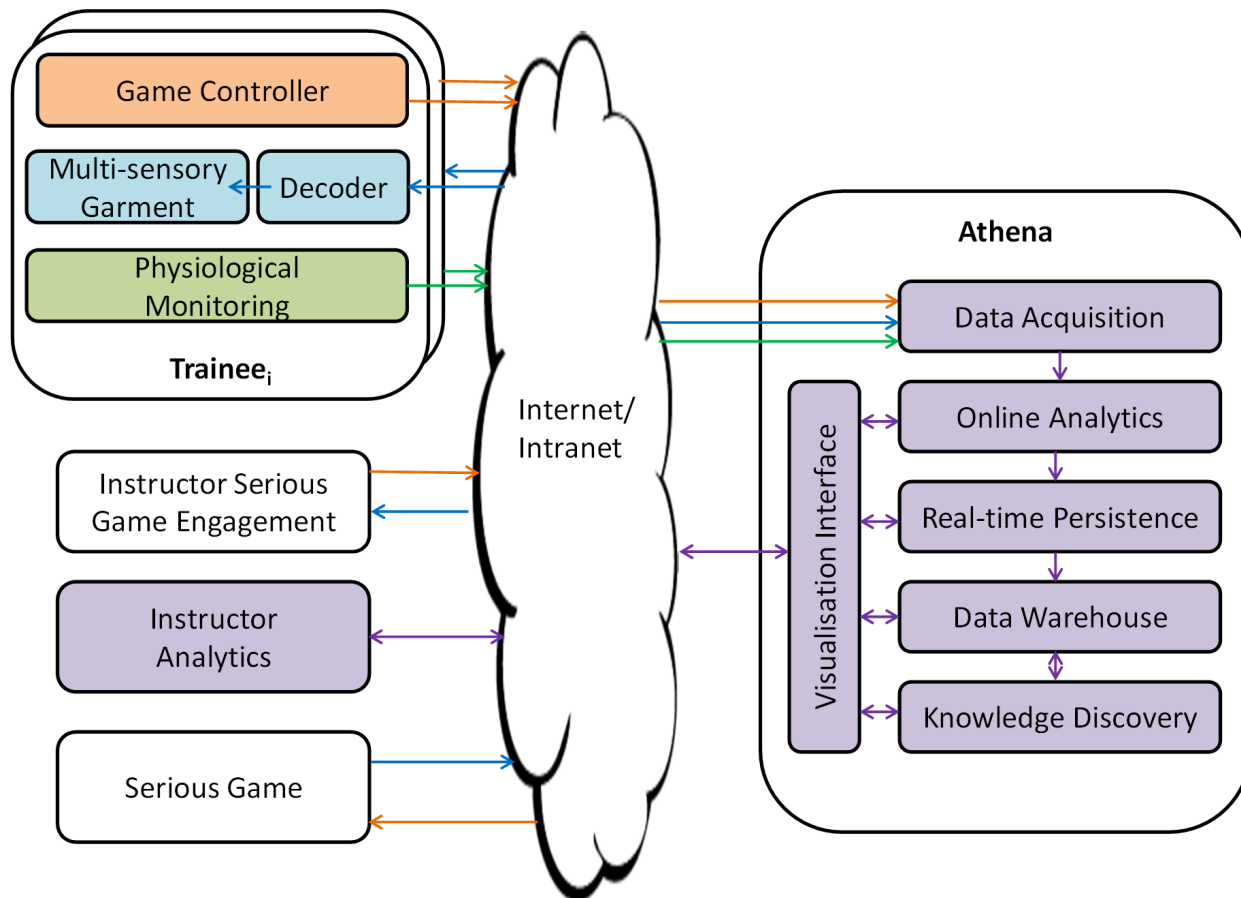 Game Controller
Multi-sensory
Garment
Decoder
Physiological
Monitoring
Traineeᵢ
Instructor Serious
Game Engagement
Instructor
Analytics
Serious Game
Internet/
Intranet
Athena
Data Acquisition
Online Analytics
Real-time Persistence
Data Warehouse
Knowledge Discovery
Visualisation Interface